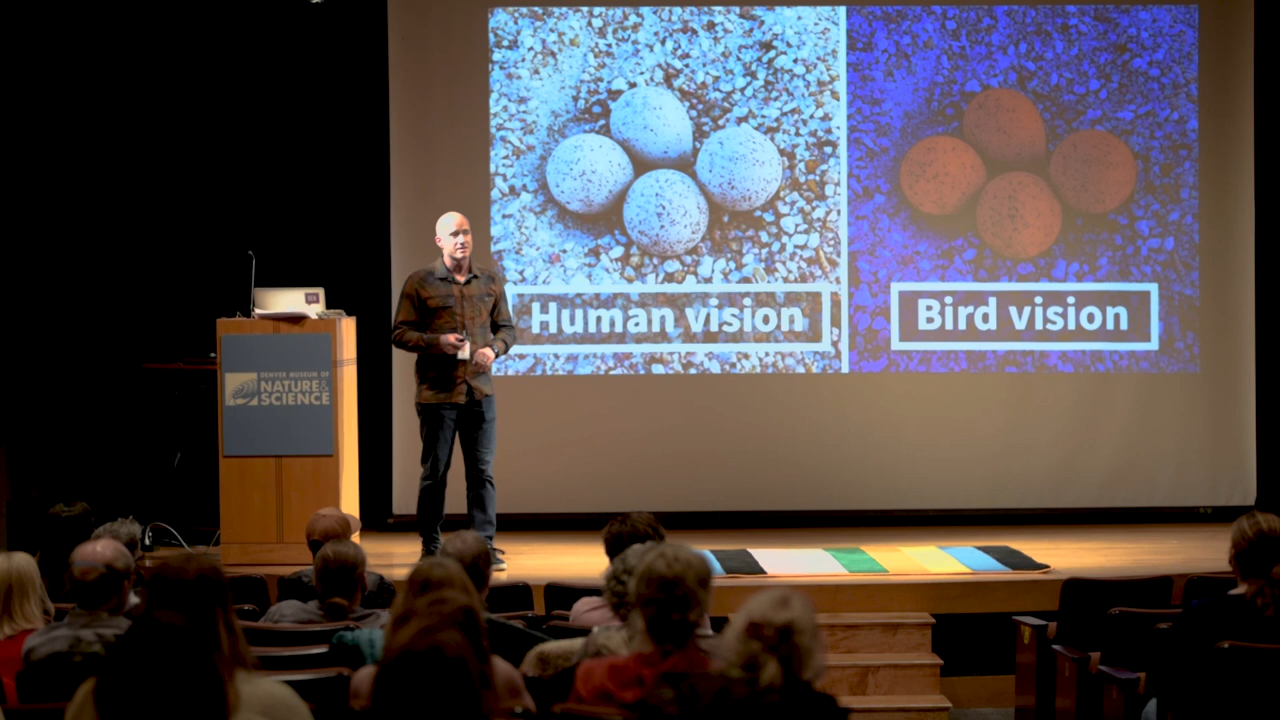 Human vision
Bird vision
DENVER MUSEUM OF
NATURE &
SCIENCE